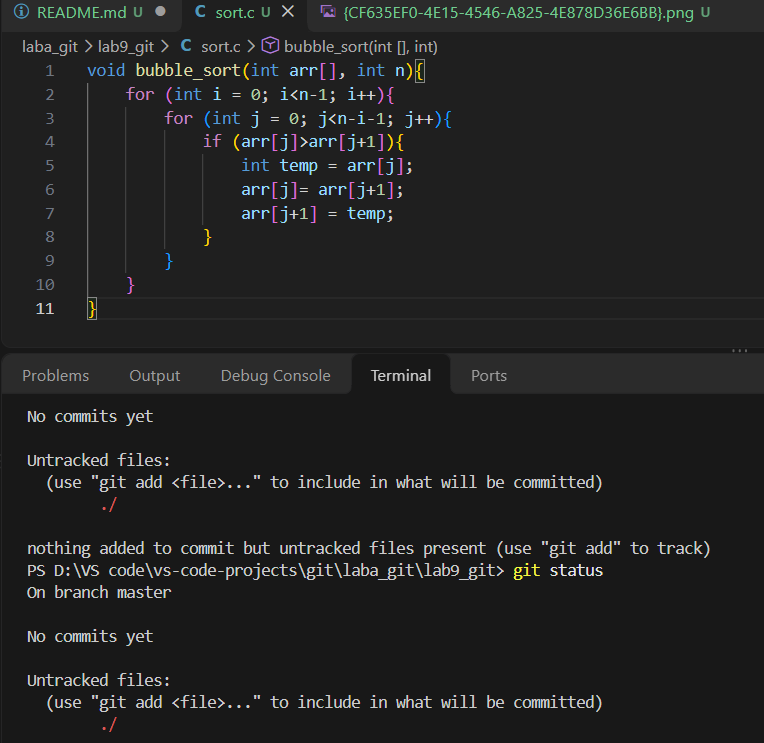 README.md U
sort.c U
{CF635EF0-4E15-4546-A825-4E878D36E6BB}.png U
laba_git > lab9_git > C sort.c > bubble_sort(int [], int)
1 void bubble_sort(int arr[], int n){
2     for (int i = 0; i<n-1; i++){
3         for (int j = 0; j<n-i-1; j++){
4             if (arr[j]>arr[j+1]){
5                 int temp = arr[j];
6                 arr[j]= arr[j+1];
7                 arr[j+1] = temp;
8             }
9         }
10     }
11 }
Problems Output Debug Console Terminal Ports
No commits yet
Untracked files:
  (use "git add <file>..." to include in what will be committed)
        ./
nothing added to commit but untracked files present (use "git add" to track)
PS D:\VS code\vs-code-projects\git\laba_git\lab9_git> git status
On branch master
No commits yet
Untracked files:
  (use "git add <file>..." to include in what will be committed)
        ./